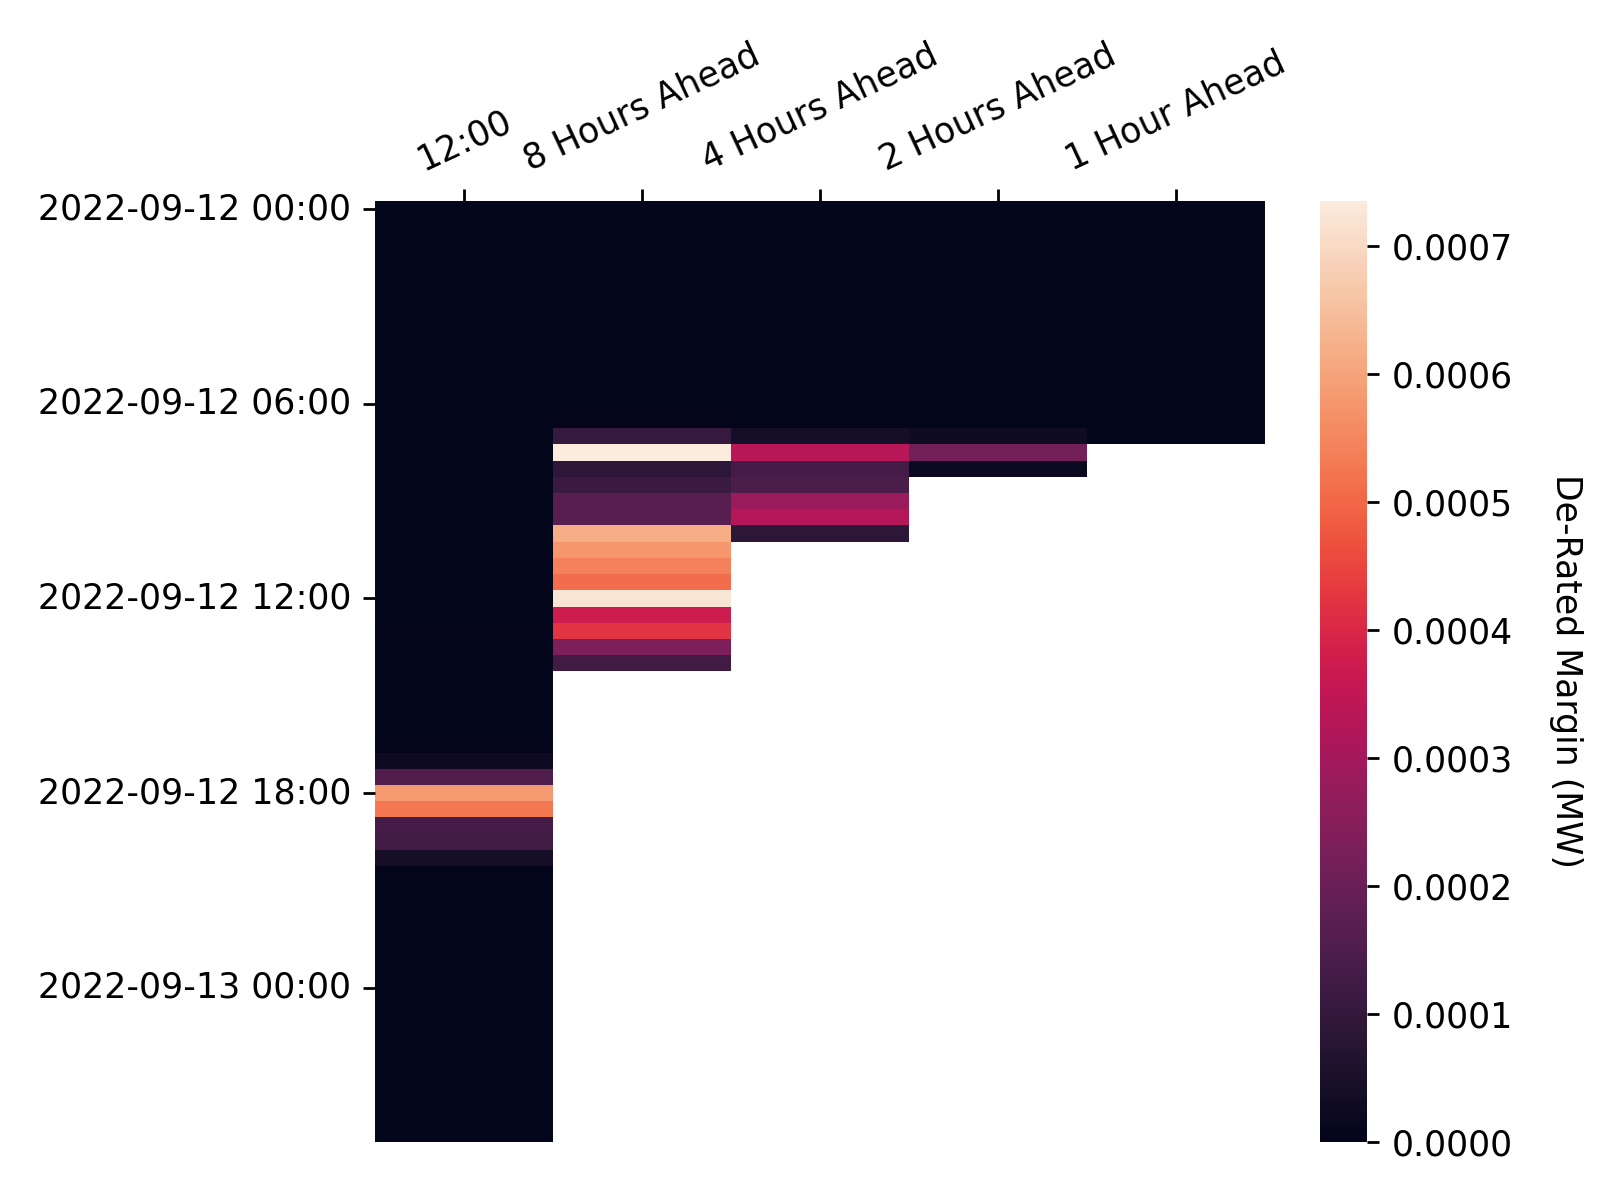 12:00
8 Hours Ahead
4 Hours Ahead
2 Hours Ahead
1 Hour Ahead
2022-09-12 00:00
2022-09-12 06:00
2022-09-12 12:00
2022-09-12 18:00
2022-09-13 00:00
0.0007
0.0006
0.0005
0.0004
0.0003
0.0002
0.0001
0.0000
De-Rated Margin (MW)